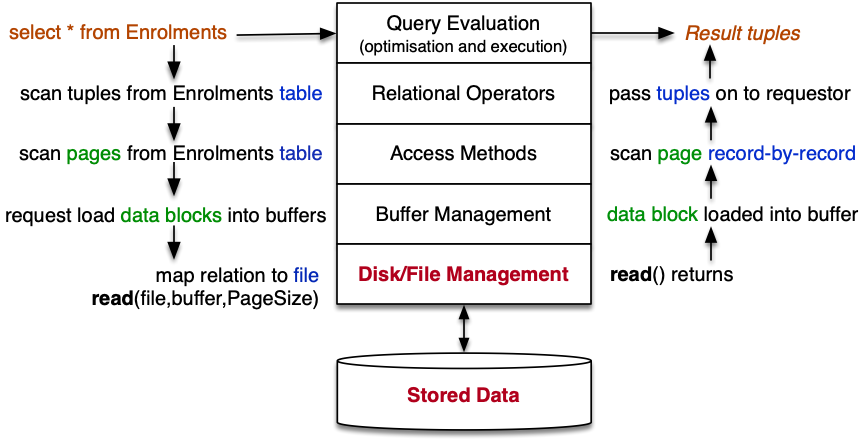 select * from Enrolments
scan tuples from Enrolments table
scan pages from Enrolments table
request load data blocks into buffers
map relation to file
read(file,buffer,PageSize)
Query Evaluation
(optimisation and execution)
Relational Operators
Access Methods
Buffer Management
Disk/File Management
Stored Data
Result tuples
pass tuples on to requestor
scan page record-by-record
data block loaded into buffer
read() returns